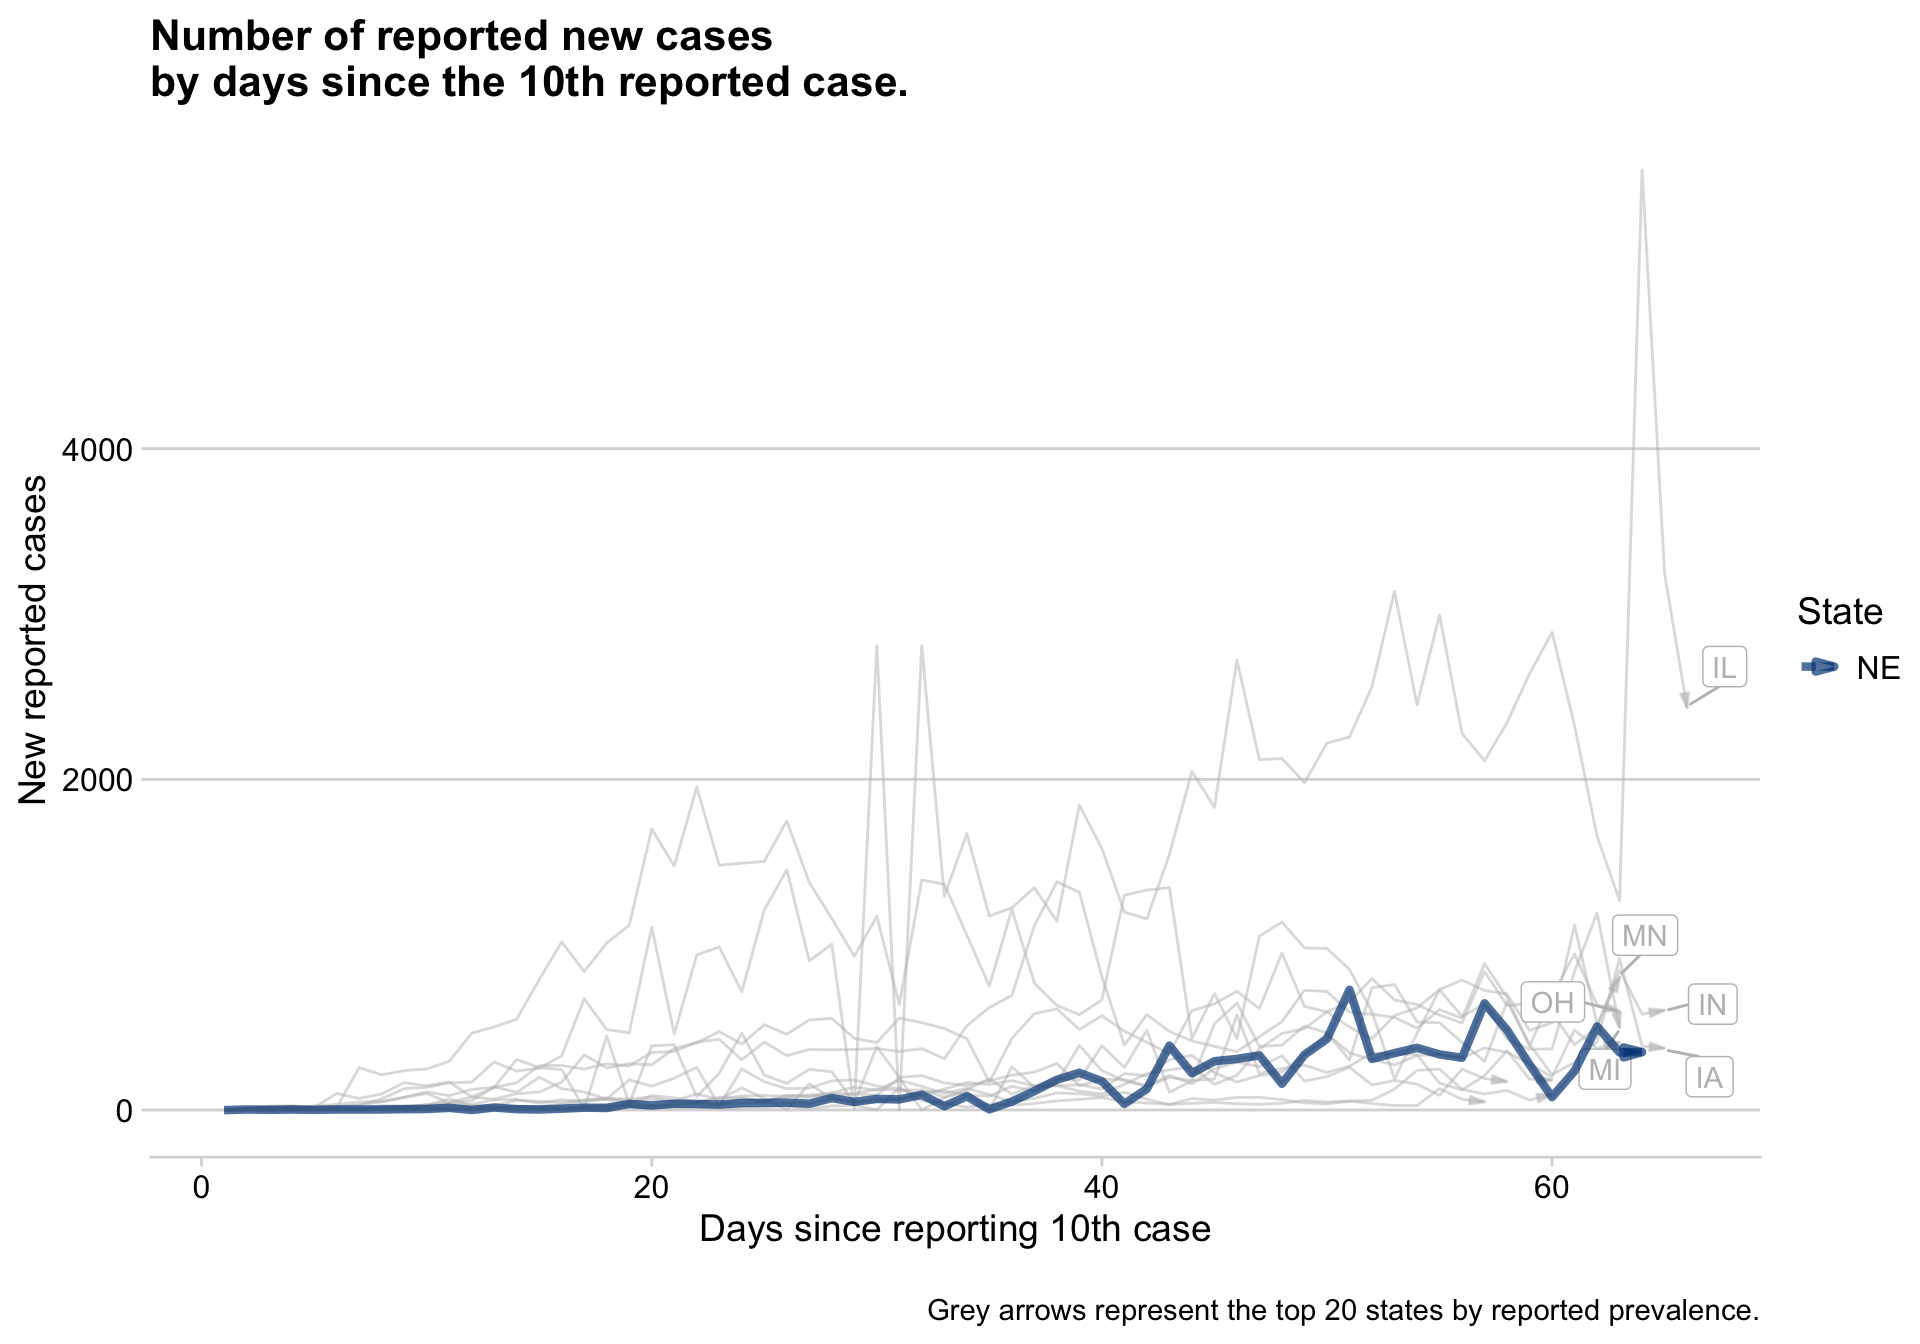 Number of reported new cases
by days since the 10th reported case.
New reported cases
4000
2000
0
IL
MN
OH
IN
MI
IA
State
NE
0
20
40
60
Days since reporting 10th case
Grey arrows represent the top 20 states by reported prevalence.